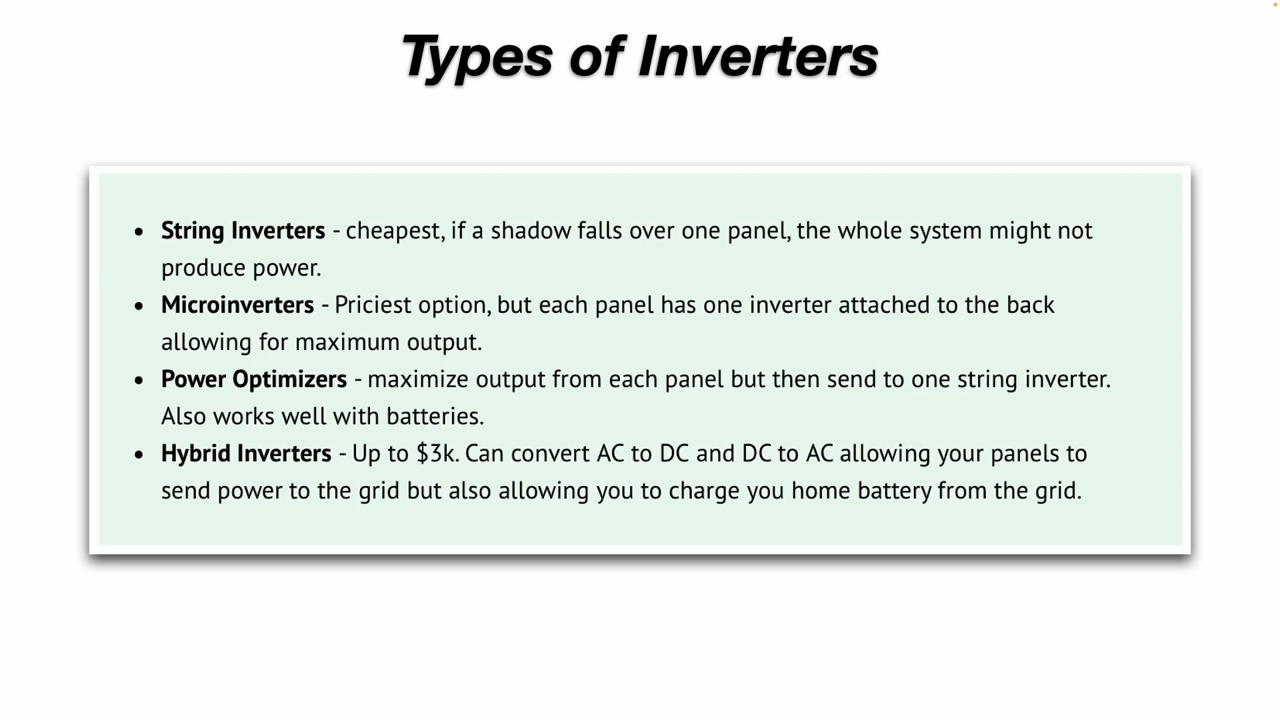 Types of Inverters
• String Inverters - cheapest, if a shadow falls over one panel, the whole system might not
produce power.
• Microinverters - Priciest option, but each panel has one inverter attached to the back
allowing for maximum output.
• Power Optimizers - maximize output from each panel but then send to one string inverter.
Also works well with batteries.
• Hybrid Inverters - Up to $3k. Can convert AC to DC and DC to AC allowing your panels to
send power to the grid but also allowing you to charge you home battery from the grid.